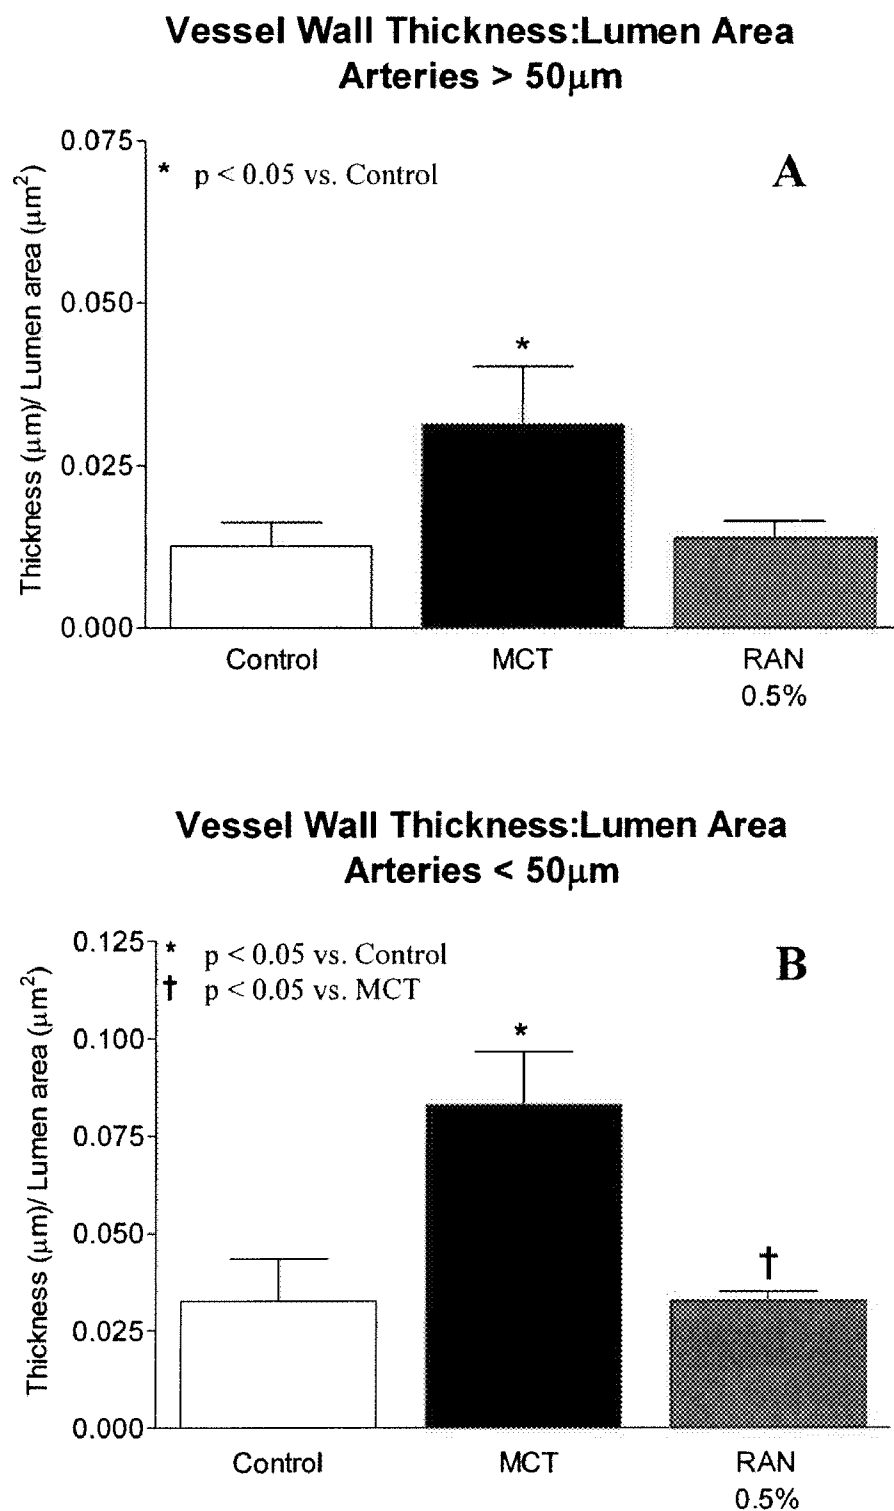 Vessel Wall Thickness:Lumen Area
Arteries > 50μm
Thickness (μm)/ Lumen area (μm²)
0.075
0.050
0.025
0.000
* p < 0.05 vs. Control
A
*
Control MCT RAN
0.5%
Vessel Wall Thickness:Lumen Area
Arteries < 50μm
Thickness (μm)/ Lumen area (μm²)
0.125
0.100
0.075
0.050
0.025
0.000
* p < 0.05 vs. Control
† p < 0.05 vs. MCT
B
*
†
Control MCT RAN
0.5%